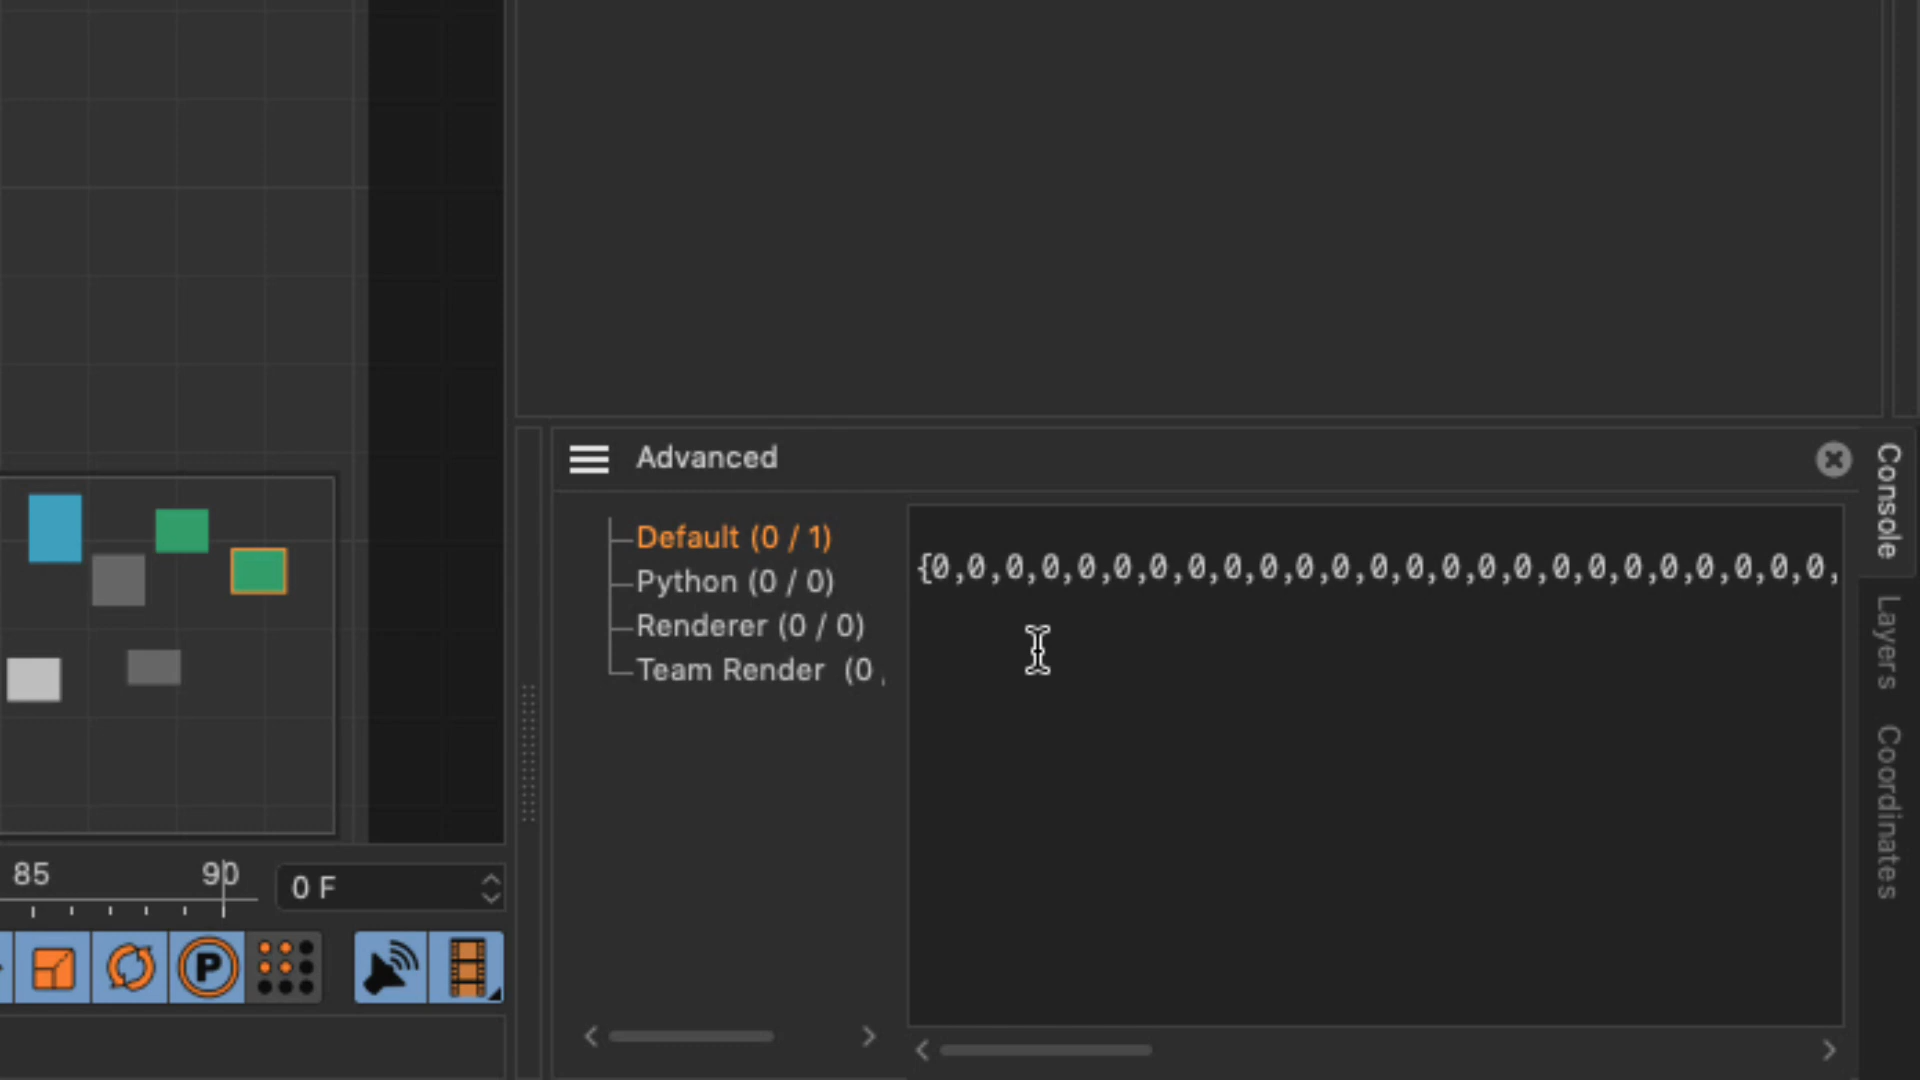 Advanced
Default (0 / 1)
Python (0 / 0)
Renderer (0 / 0)
Team Render (0
{0,0,0,0,0,0,0,0,0,0,0,0,0,0,0,0,0,0,0,0,0,0,0,0,0,
Console
Layers
Coordinates
85
90
0 F
P